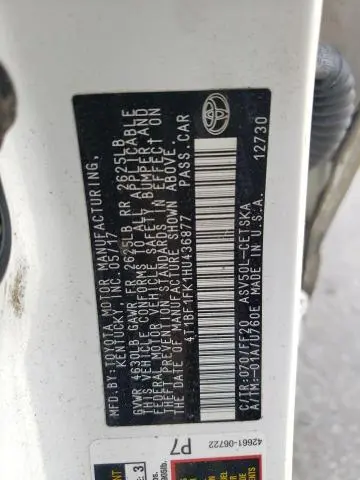 MFD.BY:TOYOTA MOTOR MANUFACTURING,
KENTUCKY, INC. 05/17
GVWR 4630LB GAWR FR 2625LB RR 2625LB
THIS VEHICLE CONFORMS TO ALL APPLICABLE
FEDERAL MOTOR VEHICLE SAFETY, BUMPER, AND
THEFT PREVENTION STANDARDS IN EFFECT ON
THE DATE OF MANUFACTURE SHOWN ABOVE.
4T1BF1FK1HU436877 PASS.CAR
C/TR:070/FF20 ASV50L-CETSKA
A/TM:-01A/U760E MADE IN U.S.A.
12730
42661-06722
P7